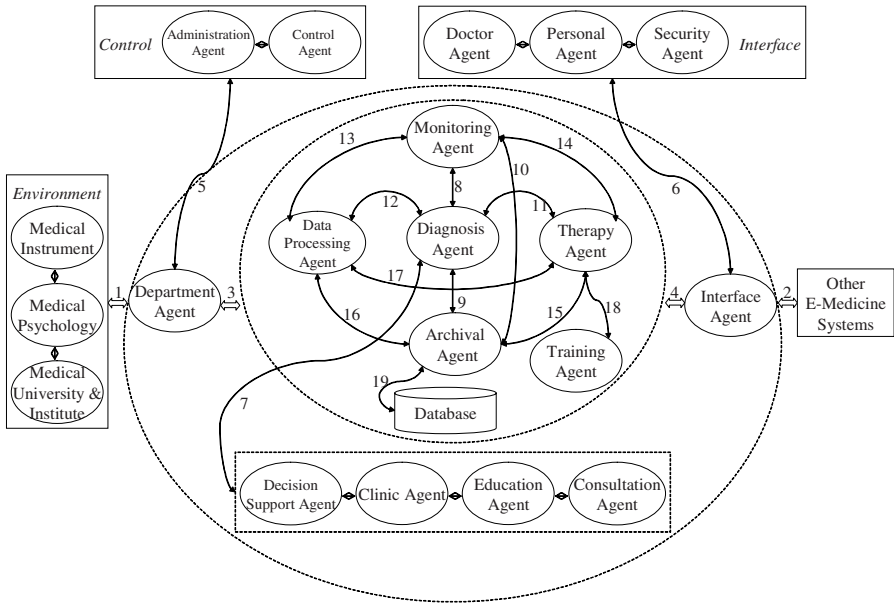 Control
Administration
Agent
Control
Agent
Doctor
Agent
Personal
Agent
Security
Agent
Interface
13
Monitoring
Agent
14
10
5
6
8
Environment
Medical
Instrument
Medical
Psychology
Medical
University &
Institute
12
11
Data
Processing
Agent
Diagnosis
Agent
Therapy
Agent
17
1
Department
Agent
3
4
Interface
Agent
2
Other
E-Medicine
Systems
9
16
15
18
Archival
Agent
Training
Agent
19
7
Database
Decision
Support Agent
Clinic Agent
Education
Agent
Consultation
Agent